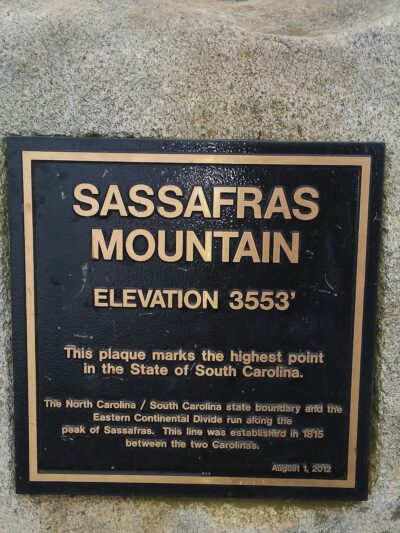 SASSAFRAS
MOUNTAIN
ELEVATION 3553'
This plaque marks the highest point
in the State of South Carolina.
The North Carolina / South Carolina state boundary and the
Eastern Continental Divide run along the
peak of Sassafras. This line was established in 1815
between the two Carolinas.
August 1, 2012